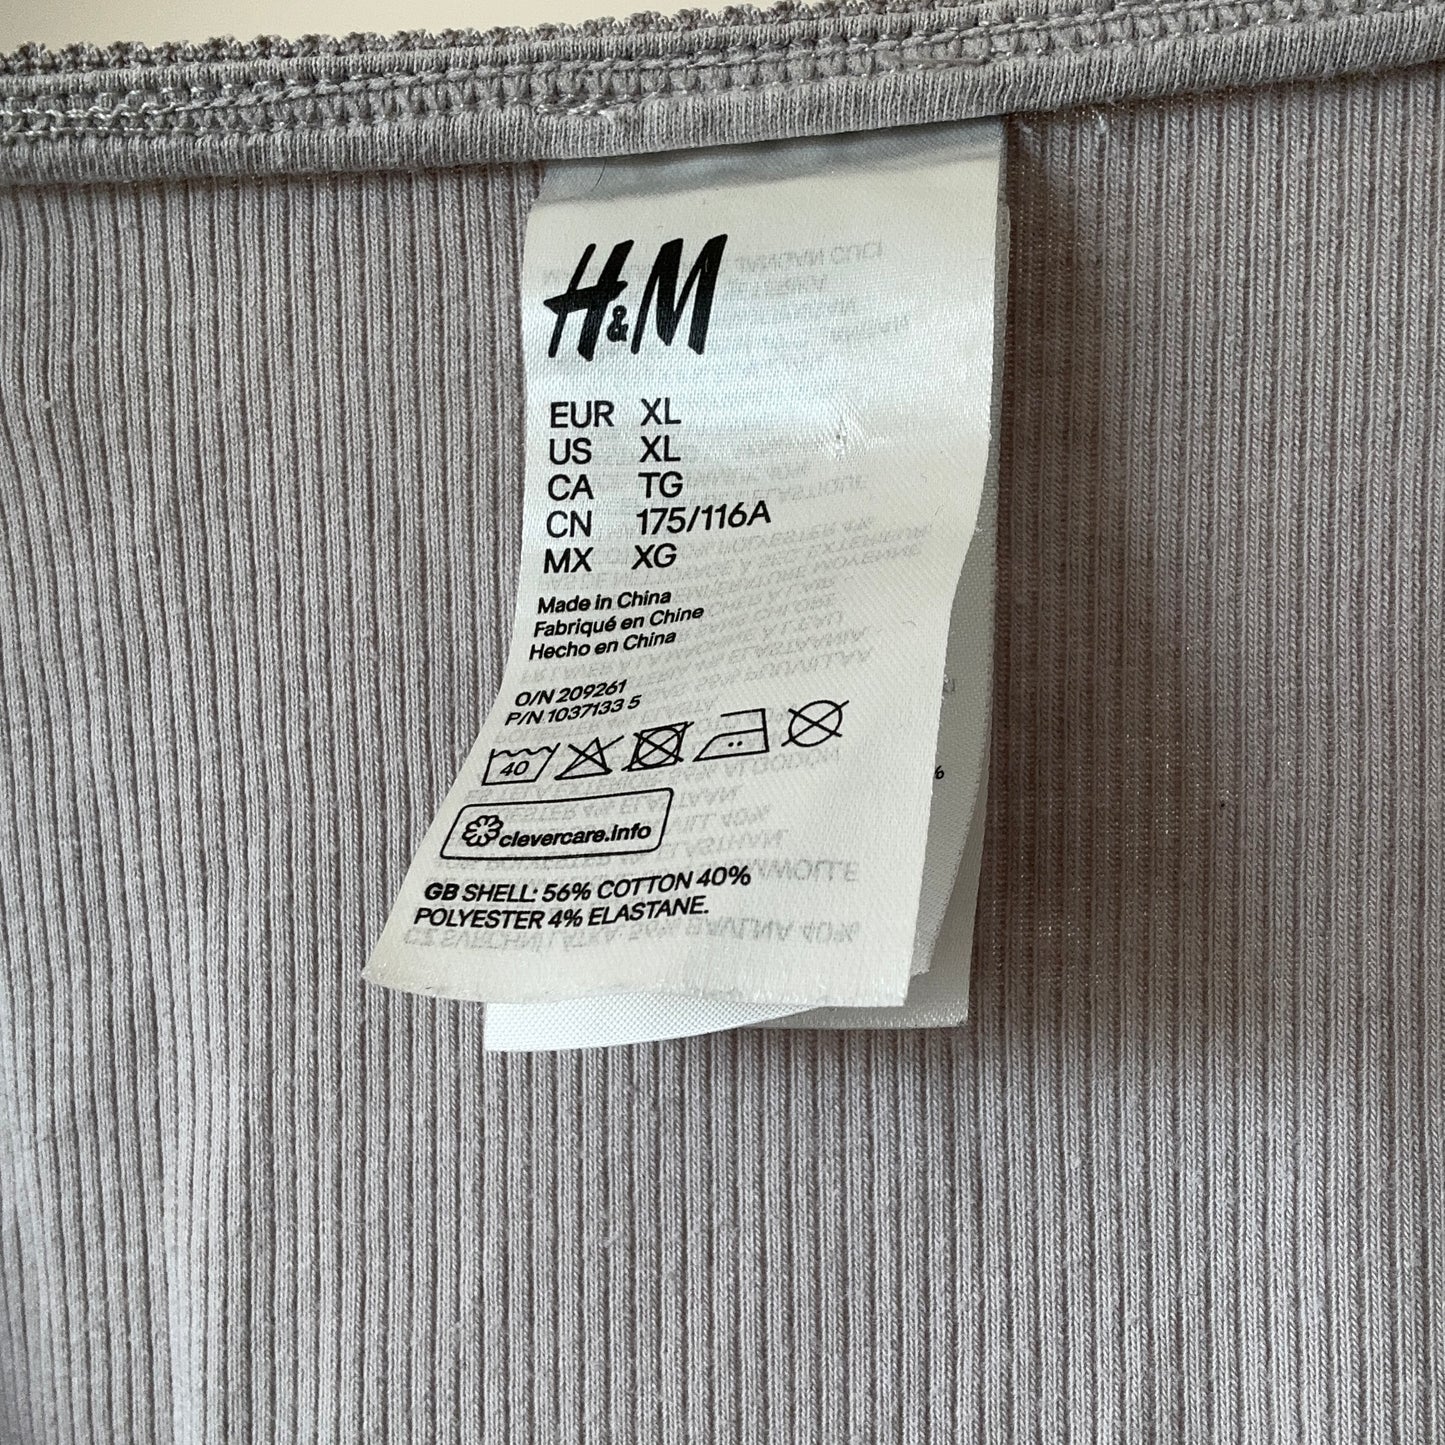 H&M
EUR XL
US XL
CA TG
CN 175/116A
MX XG
Made in China
Fabriqué en Chine
Hecho en China
O/N 209261
P/N 1037133 5
40
clevercare.info
GB SHELL: 56% COTTON 40%
POLYESTER 4% ELASTANE.